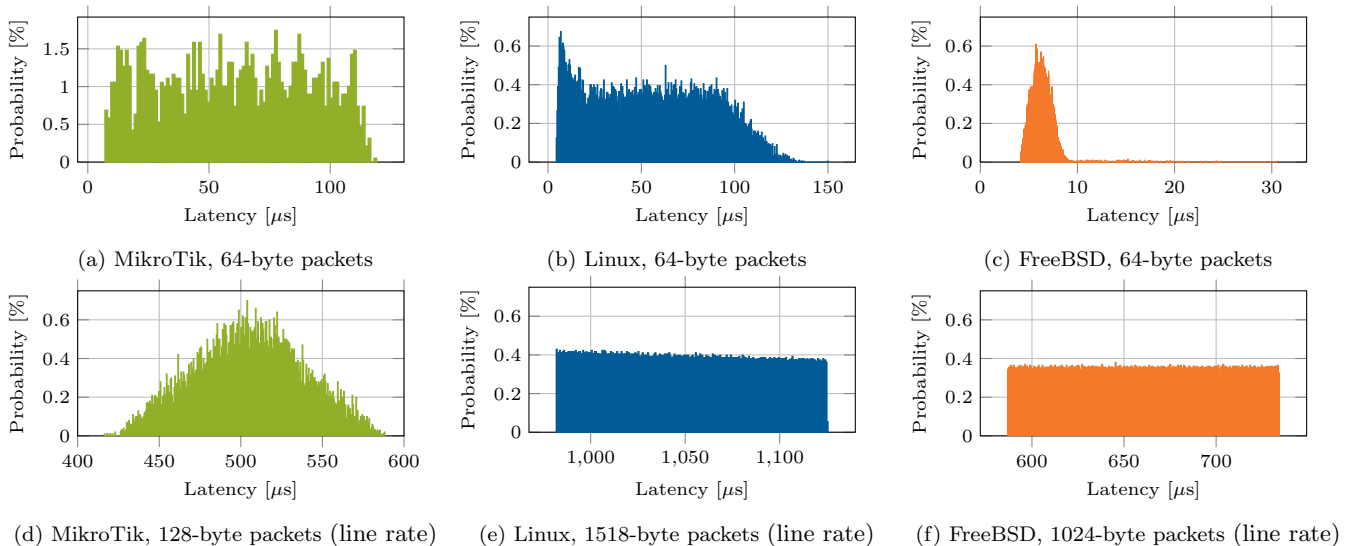 Probability [%]
1.5
1
0.5
0
0
50
100
Latency [μs]
(a) MikroTik, 64-byte packets
Probability [%]
0.6
0.4
0.2
0
0
50
100
150
Latency [μs]
(b) Linux, 64-byte packets
Probability [%]
0.6
0.4
0.2
0
0
10
20
30
Latency [μs]
(c) FreeBSD, 64-byte packets
Probability [%]
0.6
0.4
0.2
0
400
450
500
550
600
Latency [μs]
(d) MikroTik, 128-byte packets (line rate)
Probability [%]
0.6
0.4
0.2
0
1,000
1,050
1,100
Latency [μs]
(e) Linux, 1518-byte packets (line rate)
Probability [%]
0.6
0.4
0.2
0
600
650
700
Latency [μs]
(f) FreeBSD, 1024-byte packets (line rate)